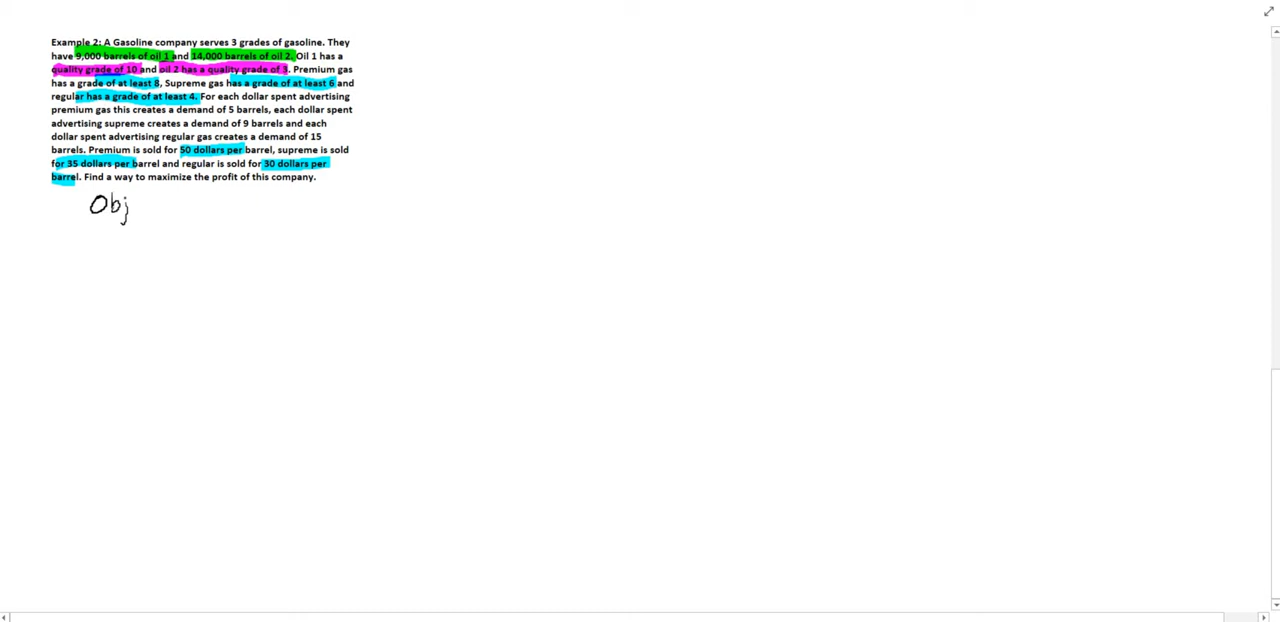 Example 2: A Gasoline company serves 3 grades of gasoline. They
have 9,000 barrels of oil 1 and 14,000 barrels of oil 2. Oil 1 has a
quality grade of 10 and oil 2 has a quality grade of 3. Premium gas
has a grade of at least 8, Supreme gas has a grade of at least 6 and
regular has a grade of at least 4. For each dollar spent advertising
premium gas this creates a demand of 5 barrels, each dollar spent
advertising supreme creates a demand of 9 barrels and each
dollar spent advertising regular gas creates a demand of 15
barrels. Premium is sold for 50 dollars per barrel, supreme is sold
for 35 dollars per barrel and regular is sold for 30 dollars per
barrel. Find a way to maximize the profit of this company.
Obj